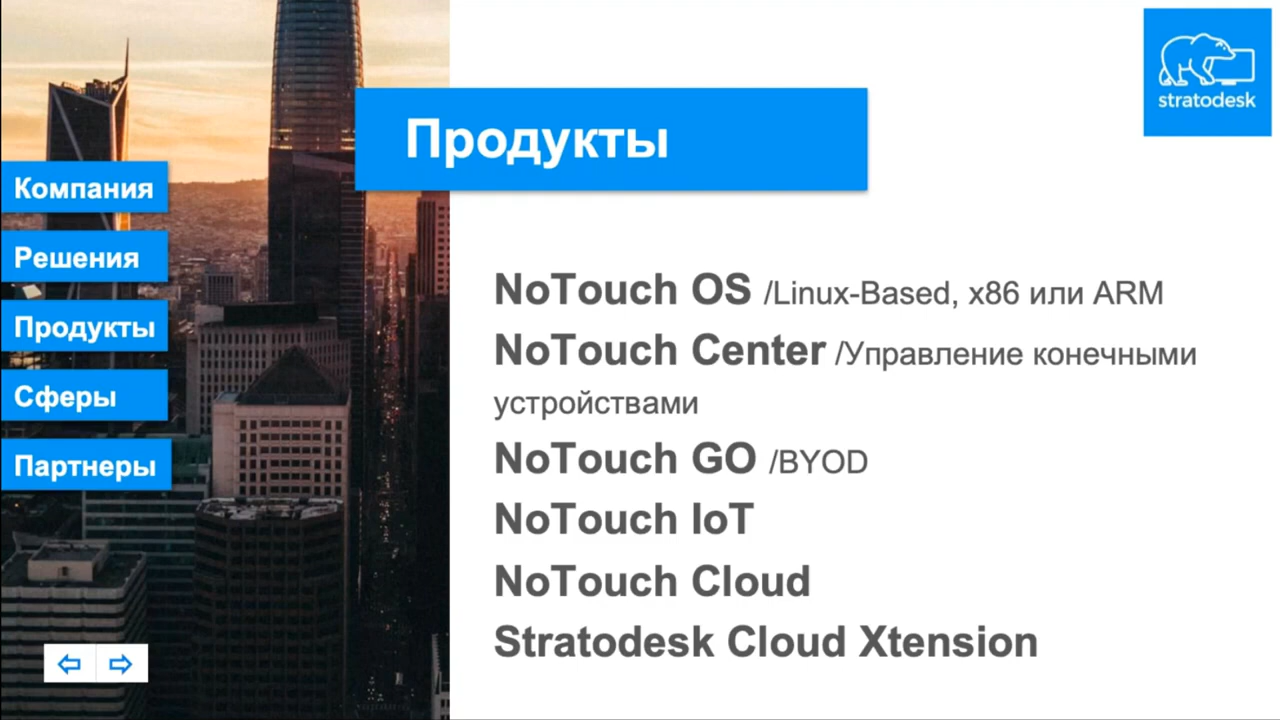 stratodesk
Продукты
Компания
Решения
Продукты
Сферы
Партнеры
NoTouch OS /Linux-Based, x86 или ARM
NoTouch Center /Управление конечными
устройствами
NoTouch GO /BYOD
NoTouch IoT
NoTouch Cloud
Stratodesk Cloud Xtension